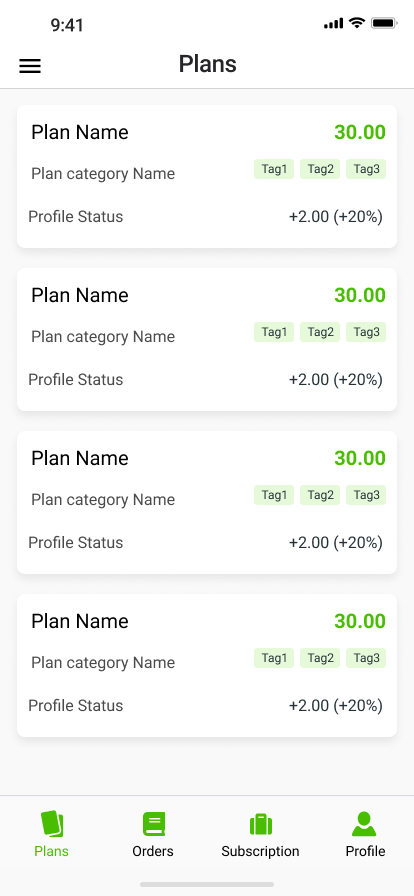 9:41
Plans
Plan Name 30.00
Plan category Name Tag1 Tag2 Tag3
Profile Status +2.00 (+20%)
Plan Name 30.00
Plan category Name Tag1 Tag2 Tag3
Profile Status +2.00 (+20%)
Plan Name 30.00
Plan category Name Tag1 Tag2 Tag3
Profile Status +2.00 (+20%)
Plan Name 30.00
Plan category Name Tag1 Tag2 Tag3
Profile Status +2.00 (+20%)
Plans Orders Subscription Profile